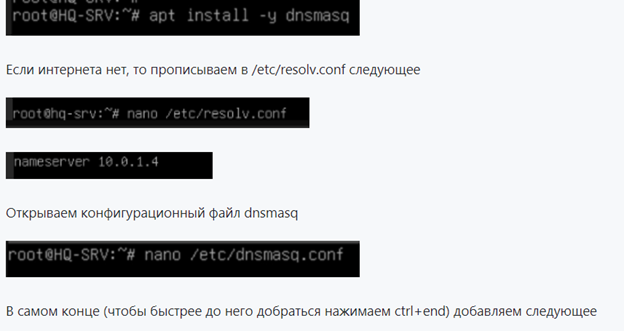 root@HQ-SRV:~# apt install -y dnsmasq
Если интернета нет, то прописываем в /etc/resolv.conf следующее
root@hq-srv:~# nano /etc/resolv.conf
nameserver 10.0.1.4
Открываем конфигурационный файл dnsmasq
root@HQ-SRV:~# nano /etc/dnsmasq.conf
В самом конце (чтобы быстрее до него добраться нажимаем ctrl+end) добавляем следующее